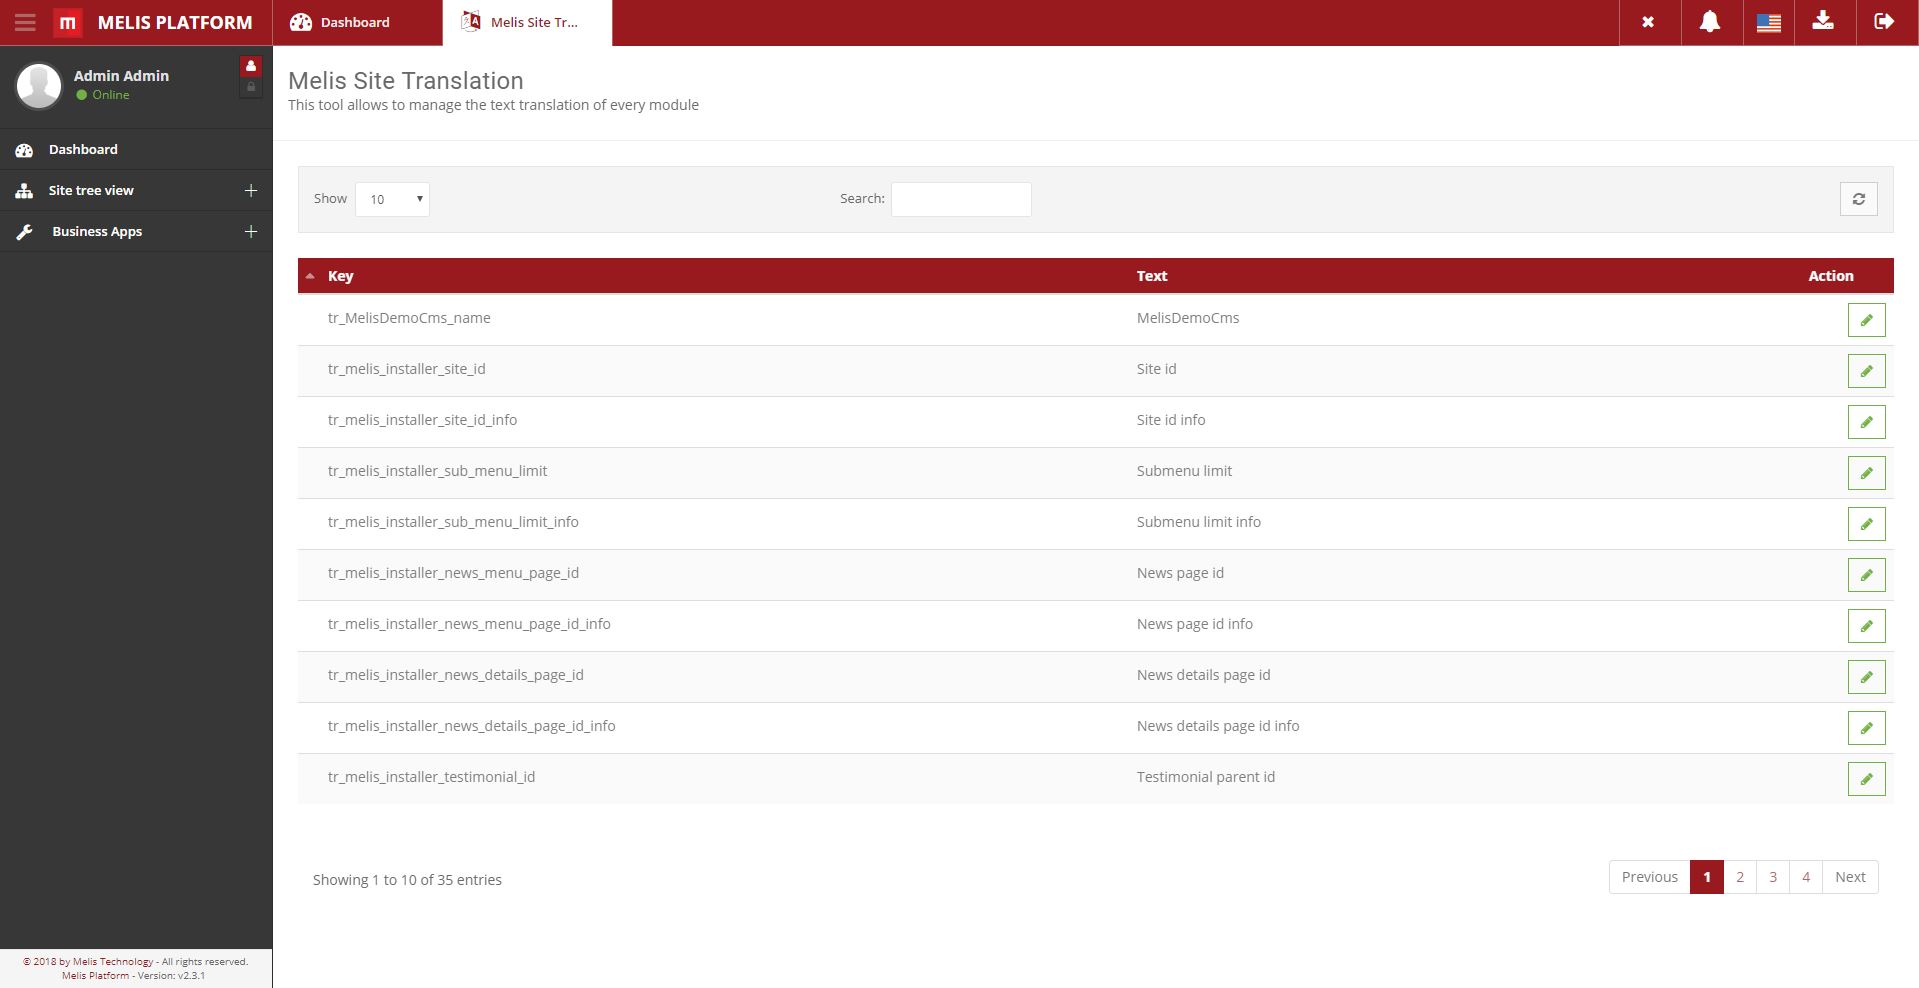 m MELIS PLATFORM
Dashboard
Melis Site Tr...
Admin Admin
Online
Dashboard
Site tree view
Business Apps
Melis Site Translation
This tool allows to manage the text translation of every module
Show 10 Search:
Key Text Action
tr_MelisDemoCms_name MelisDemoCms
tr_melis_installer_site_id Site id
tr_melis_installer_site_id_info Site id info
tr_melis_installer_sub_menu_limit Submenu limit
tr_melis_installer_sub_menu_limit_info Submenu limit info
tr_melis_installer_news_menu_page_id News page id
tr_melis_installer_news_menu_page_id_info News page id info
tr_melis_installer_news_details_page_id News details page id
tr_melis_installer_news_details_page_id_info News details page id info
tr_melis_installer_testimonial_id Testimonial parent id
Showing 1 to 10 of 35 entries
Previous 1 2 3 4 Next
© 2018 by Melis Technology - All rights reserved.
Melis Platform - Version: v2.3.1